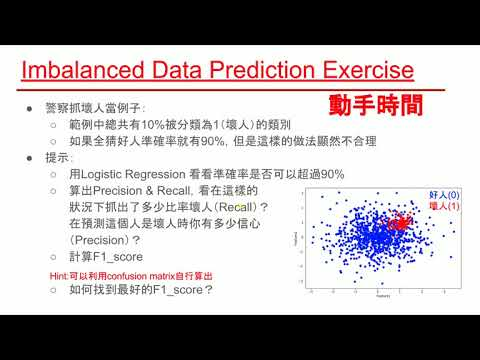 Imbalanced Data Prediction Exercise
動手時間
● 警察抓壞人當例子:
○ 範例中總共有10%被分類為1(壞人)的類別
○ 如果全猜好人準確率就有90%, 但是這樣的做法顯然不合理
● 提示:
○ 用Logistic Regression 看看準確率是否可以超過90%
○ 算出Precision & Recall, 看在這樣的
狀況下抓出了多少比率壞人(Recall)?
在預測這個人是壞人時你有多少信心
(Precision)?
○ 計算F1_score
Hint:可以利用confusion matrix自行算出
○ 如何找到最好的F1_score?
好人(0)
壞人(1)